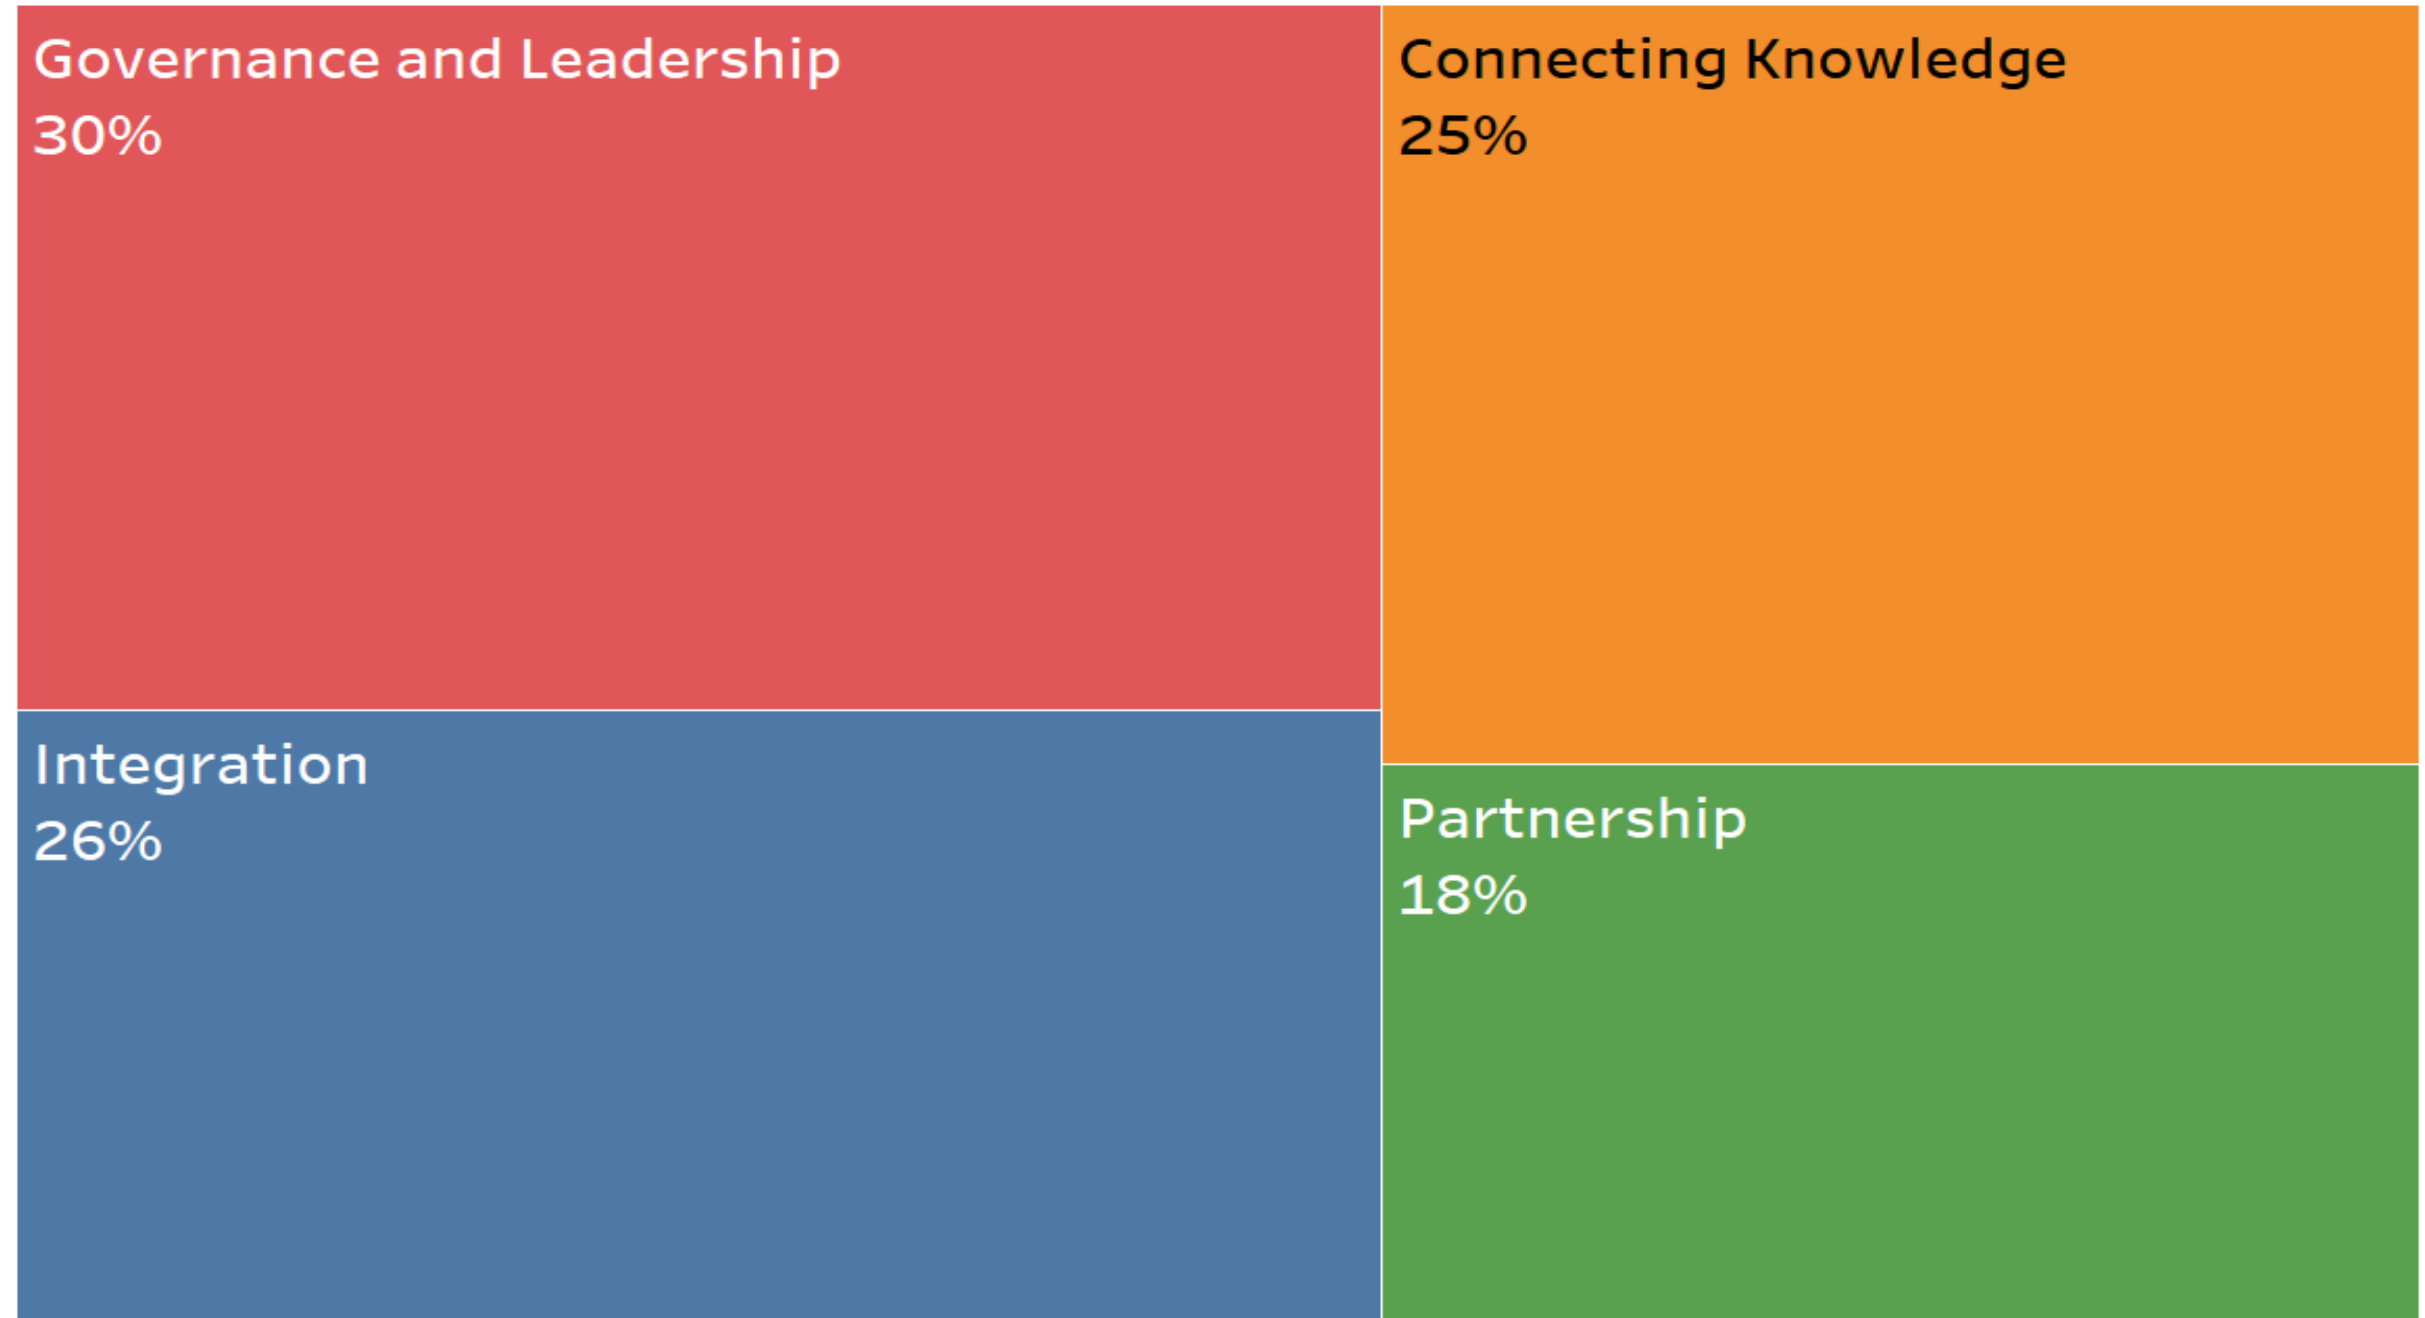 Governance and Leadership
30%
Connecting Knowledge
25%
Integration
26%
Partnership
18%